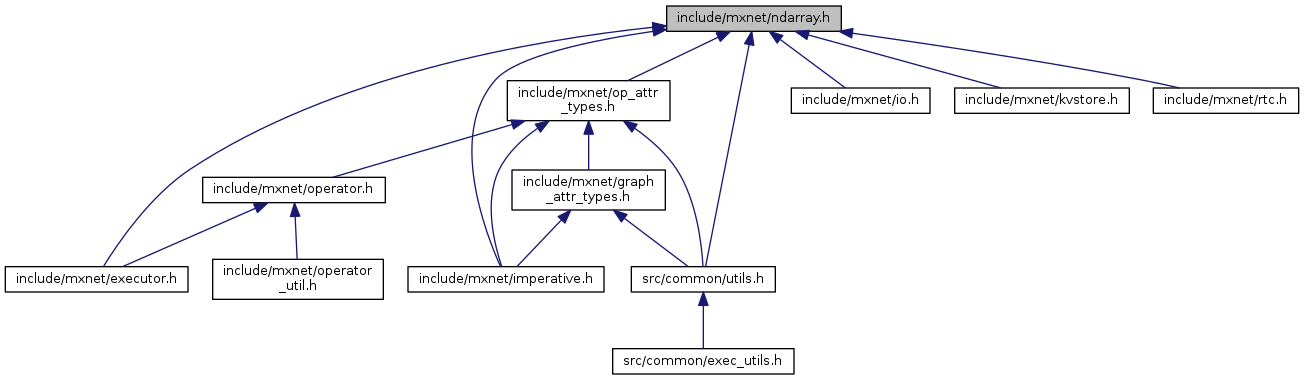 include/mxnet/ndarray.h
include/mxnet/op_attr
_types.h
include/mxnet/io.h
include/mxnet/kvstore.h
include/mxnet/rtc.h
include/mxnet/operator.h
include/mxnet/graph
_attr_types.h
include/mxnet/executor.h
include/mxnet/operator
_util.h
include/mxnet/imperative.h
src/common/utils.h
src/common/exec_utils.h